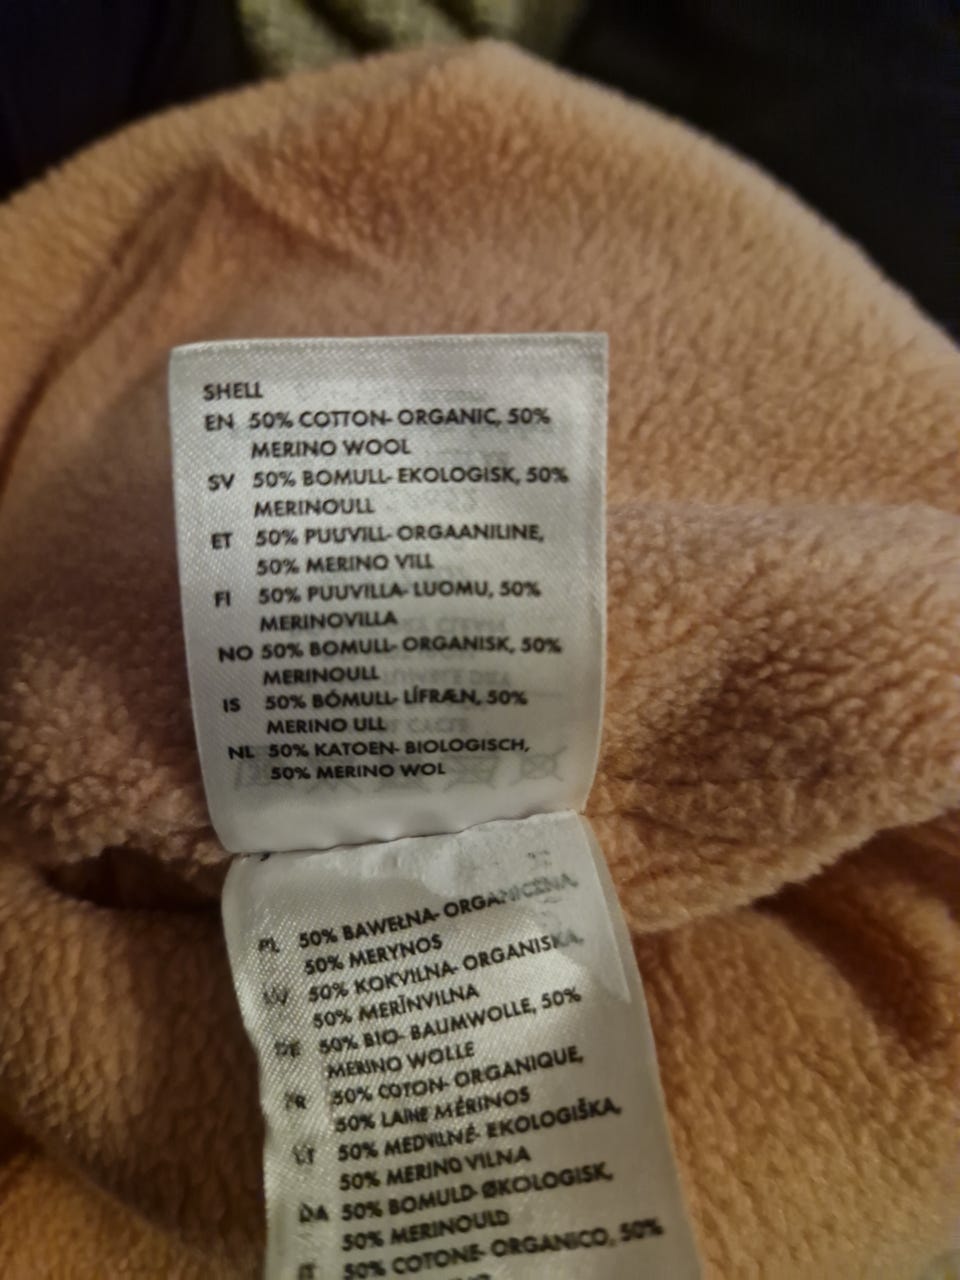 SHELL
EN 50% COTTON- ORGANIC, 50%
MERINO WOOL
SV 50% BOMULL- EKOLOGISK, 50%
MERINOULL
ET 50% PUUVILL- ORGAANILINE,
50% MERINO VILL
FI 50% PUUVILLA- LUOMU, 50%
MERINOVILLA
NO 50% BOMULL- ORGANISK, 50%
MERINOULL
IS 50% BÓMULL- LÍFRÆN, 50%
MERINO ULL
NL 50% KATOEN- BIOLOGISCH,
50% MERINO WOL
PL 50% BAWEŁNA- ORGANICZNA,
50% MERYNOS
LV 50% KOKVILNA- ORGANISKA,
50% MERĪNVILNA
DE 50% BIO- BAUMWOLLE, 50%
MERINO WOLLE
FR 50% COTON- ORGANIQUE,
50% LAINE MÉRINOS
LT 50% MEDVILNĖ- EKOLOGIŠKA,
50% MERINO VILNA
DA 50% BOMULD- ØKOLOGISK,
50% MERINOULD
IT 50% COTONE- ORGANICO, 50%